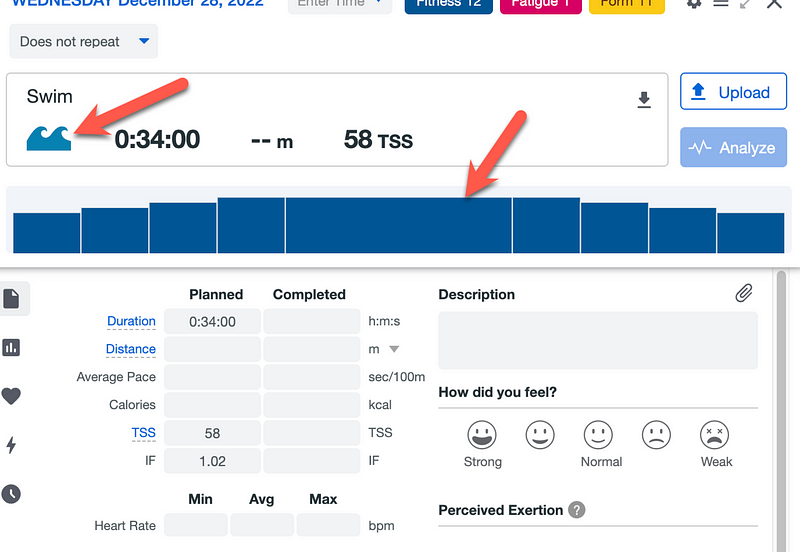 WEDNESDAY December 28, 2022 Enter Time Fitness 12 Fatigue 1 Form 11
Does not repeat
Swim
0:34:00 -- m 58 TSS
Upload
Analyze
Planned Completed Description
Duration 0:34:00 h:m:s
Distance m
Average Pace sec/100m
Calories kcal
How did you feel?
TSS 58 TSS
IF 1.02 IF
Strong Normal Weak
Min Avg Max
Perceived Exertion ?
Heart Rate bpm